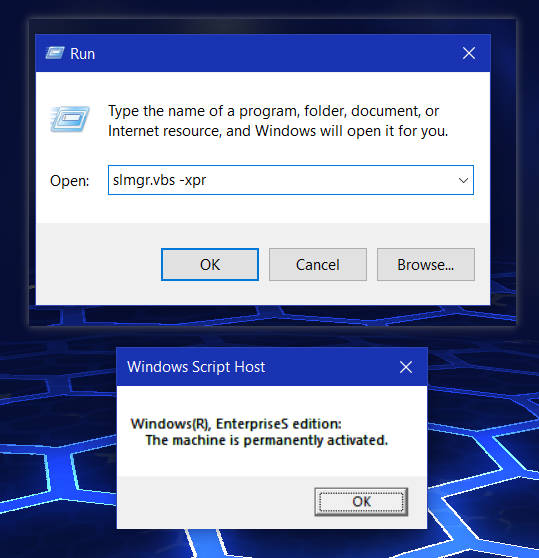 Run
Type the name of a program, folder, document, or
Internet resource, and Windows will open it for you.
Open:
slmgr.vbs -xpr
OK
Cancel
Browse...
Windows Script Host
Windows(R), EnterpriseS edition:
The machine is permanently activated.
OK